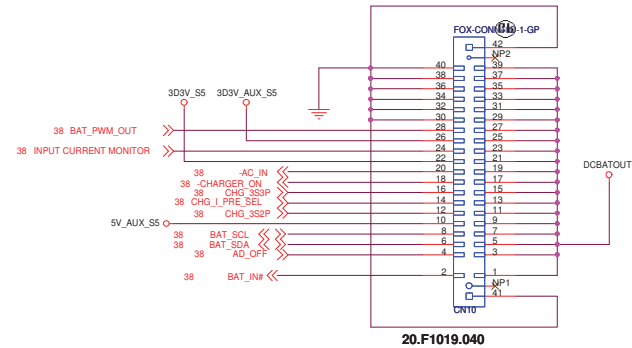 42
NP2
40 39
38 37
3D3V_S5 3D3V_AUX_S5 36 35
34 33
32 31
30 29
38 BAT_PWM_OUT 28 27
26 25
38 INPUT CURRENT MONITOR 24 23
22 21
DCBATOUT
38 -AC_IN 20 19
38 -CHARGER_ON 18 17
38 CHG_3S3P 16 15
38 CHG_I_PRE_SEL 14 13
38 CHG_3S2P 12 11
5V_AUX_S5 10 9
38 BAT_SCL 8 7
38 BAT_SDA 6 5
38 AD_OFF 4 3
38 BAT_IN# 2 1
NP1
41
CN10
20.F1019.040